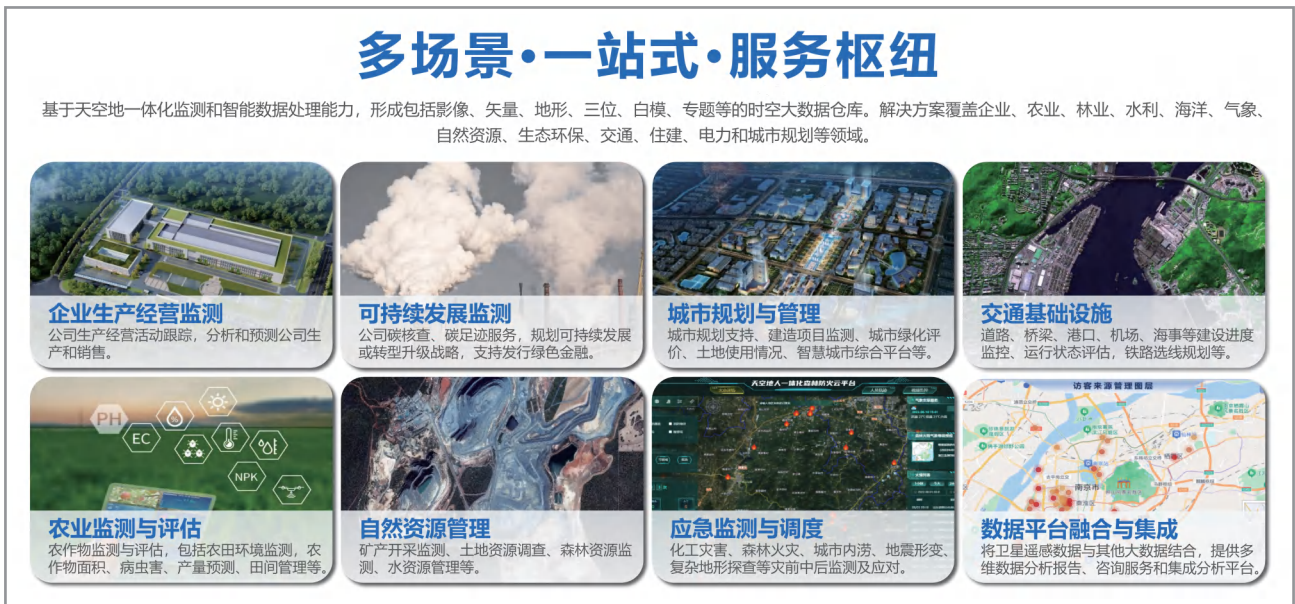 多场景·一站式·服务枢纽
基于天空地一体化监测和智能数据处理能力，形成包括影像、矢量、地形、三位、白模、专题等的时空大数据仓库。解决方案覆盖企业、农业、林业、水利、海洋、气象、
自然资源、生态环保、交通、住建、电力和城市规划等领域。
企业生产经营监测
公司生产经营活动跟踪，分析和预测公司生
产和销售。
可持续发展监测
公司碳核查、碳足迹服务，规划可持续发展
或转型升级战略，支持发行绿色金融。
城市规划与管理
城市规划支持、建造项目监测、城市绿化评
价、土地使用情况、智慧城市综合平台等。
交通基础设施
道路、桥梁、港口、机场、海事等建设进度
监控、运行状态评估，铁路选线规划等。
PH
EC
NPK
农业监测与评估
农作物监测与评估，包括农田环境监测，农
作物面积、病虫害、产量预测、田间管理等。
自然资源管理
矿产开采监测、土地资源调查、森林资源监
测、水资源管理等。
天空地人一体化森林防火云平台
应急监测与调度
化工灾害、森林火灾、城市内涝、地震形变、
复杂地形探查等灾前中后监测及应对。
访客来源管理图层
南京市
数据平台融合与集成
将卫星遥感数据与其他大数据结合，提供多
维数据分析报告、咨询服务和集成分析平台。